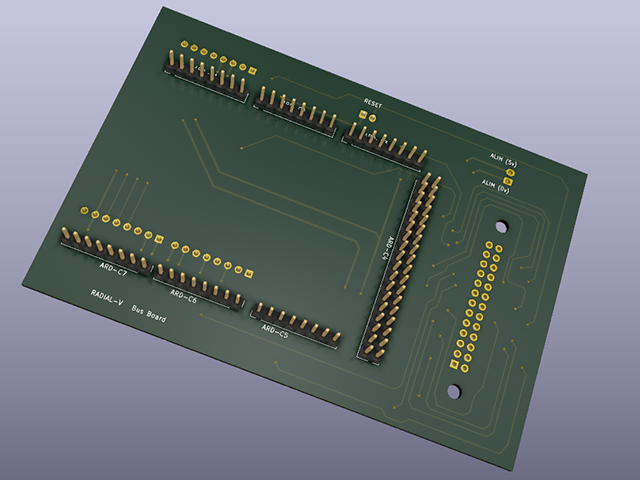 RESET
ALIM (5v)
ALIM (0v)
ARD-C4
ARD-C7
ARD-C6
ARD-C5
RADIAL-V Bus Board